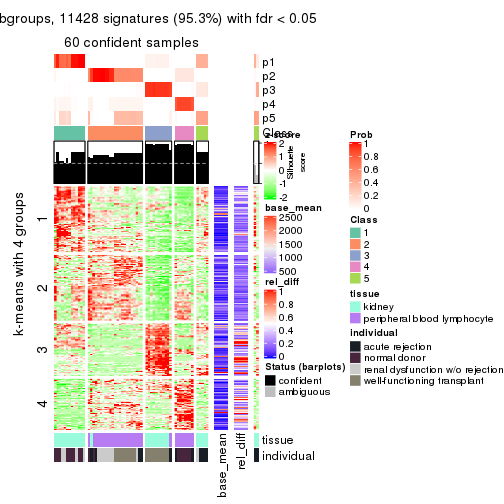 bgroups, 11428 signatures (95.3%) with fdr < 0.05
60 confident samples
p1
p2
p3
p4
p5
Class
Silhouette
score
k-means with 4 groups
1
2
3
4
base_mean
rel_diff
tissue
individual
z-score
2
1
0
-1
-2
base_mean
2500
2000
1500
1000
500
rel_diff
1
0.8
0.6
0.4
0.2
0
Status (barplots)
confident
ambiguous
Prob
1
0.8
0.6
0.4
0.2
0
Class
1
2
3
4
5
tissue
kidney
peripheral blood lymphocyte
individual
acute rejection
normal donor
renal dysfunction w/o rejection
well-functioning transplant